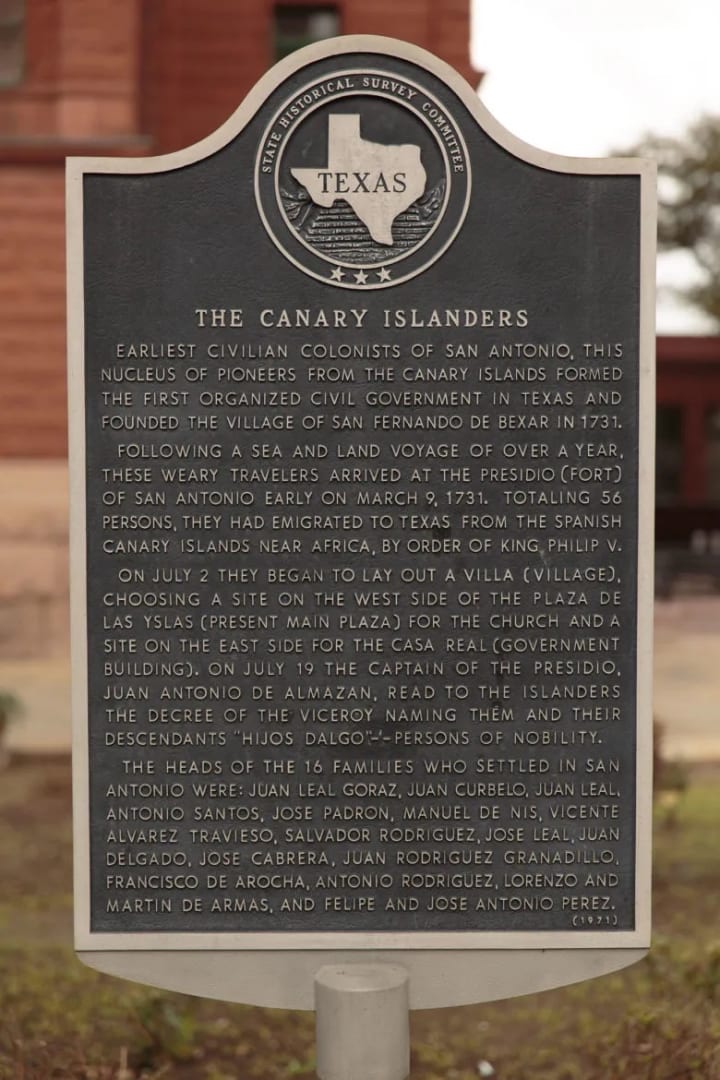 STATE HISTORICAL SURVEY COMMITTEE
TEXAS
THE CANARY ISLANDERS
EARLIEST CIVILIAN COLONISTS OF SAN ANTONIO, THIS
NUCLEUS OF PIONEERS FROM THE CANARY ISLANDS FORMED
THE FIRST ORGANIZED CIVIL GOVERNMENT IN TEXAS AND
FOUNDED THE VILLAGE OF SAN FERNANDO DE BEXAR IN 1731.
FOLLOWING A SEA AND LAND VOYAGE OF OVER A YEAR,
THESE WEARY TRAVELERS ARRIVED AT THE PRESIDIO (FORT)
OF SAN ANTONIO EARLY ON MARCH 9, 1731. TOTALING 56
PERSONS, THEY HAD EMIGRATED TO TEXAS FROM THE SPANISH
CANARY ISLANDS NEAR AFRICA, BY ORDER OF KING PHILIP V.
ON JULY 2 THEY BEGAN TO LAY OUT A VILLA (VILLAGE),
CHOOSING A SITE ON THE WEST SIDE OF THE PLAZA DE
LAS YSLAS (PRESENT MAIN PLAZA) FOR THE CHURCH AND A
SITE ON THE EAST SIDE FOR THE CASA REAL (GOVERNMENT
BUILDING). ON JULY 19 THE CAPTAIN OF THE PRESIDIO,
JUAN ANTONIO DE ALMAZAN, READ TO THE ISLANDERS
THE DECREE OF THE VICEROY NAMING THEM AND THEIR
DESCENDANTS "HIJOS DALGO"--PERSONS OF NOBILITY.
THE HEADS OF THE 16 FAMILIES WHO SETTLED IN SAN
ANTONIO WERE: JUAN LEAL GORAZ, JUAN CURBELO, JUAN LEAL,
ANTONIO SANTOS, JOSE PADRON, MANUEL DE NIS, VICENTE
ALVAREZ TRAVIESO, SALVADOR RODRIGUEZ, JOSE LEAL, JUAN
DELGADO, JOSE CABRERA, JUAN RODRIGUEZ GRANADILLO,
FRANCISCO DE AROCHA, ANTONIO RODRIGUEZ, LORENZO AND
MARTIN DE ARMAS, AND FELIPE AND JOSE ANTONIO PEREZ.
(1971)